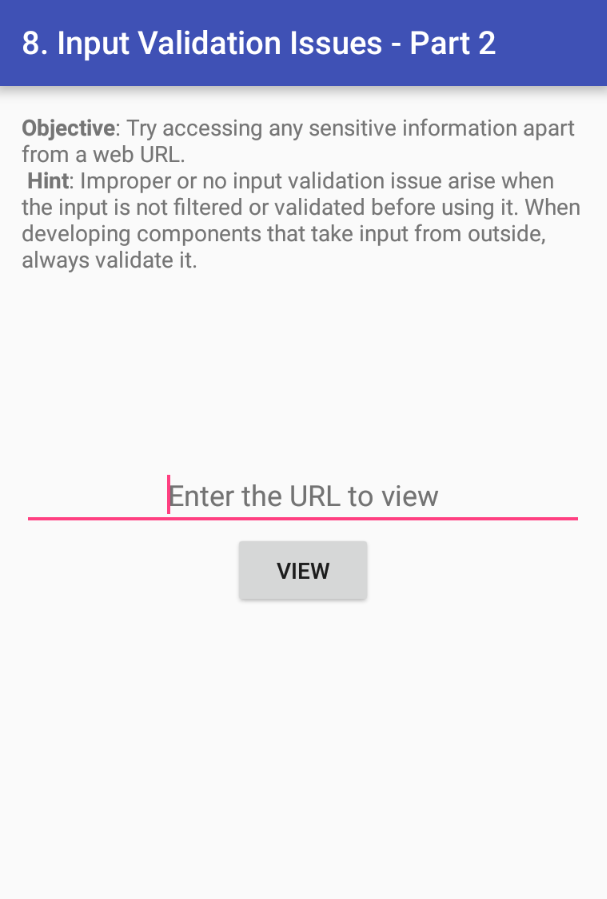 8. Input Validation Issues - Part 2
Objective: Try accessing any sensitive information apart
from a web URL.
Hint: Improper or no input validation issue arise when
the input is not filtered or validated before using it. When
developing components that take input from outside,
always validate it.
Enter the URL to view
VIEW